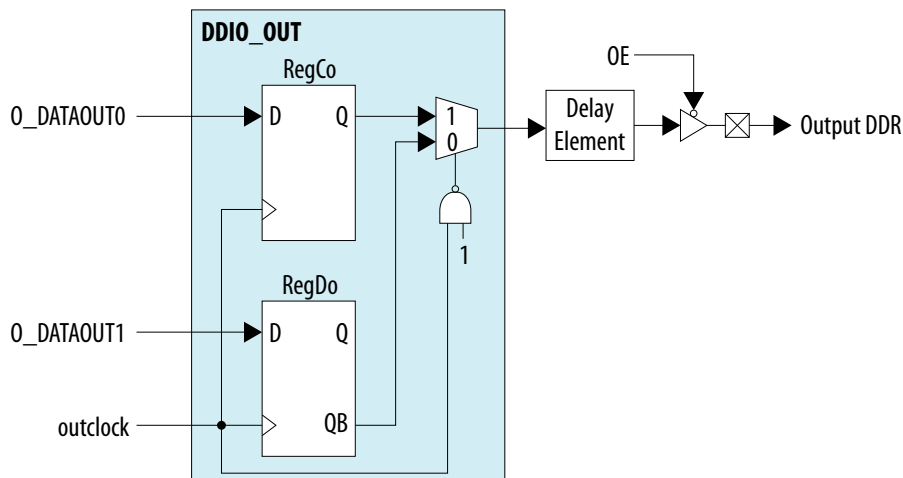 DDIO_OUT
RegCo
OE
O_DATAOUT0
D
Q
1
0
Delay
Element
Output DDR
1
RegDo
O_DATAOUT1
D
Q
outclock
QB